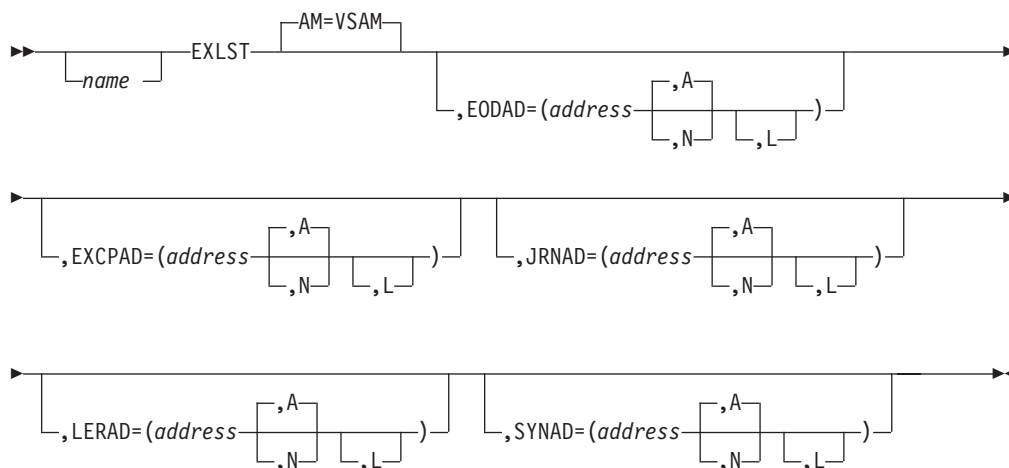 AM=VSAM
name EXLST
,A
,EODAD=(address ,N ,L )
,A ,A
,EXCPAD=(address ,N ,L ) ,JRNAD=(address ,N ,L )
,A ,A
,LERAD=(address ,N ,L ) ,SYNAD=(address ,N ,L )